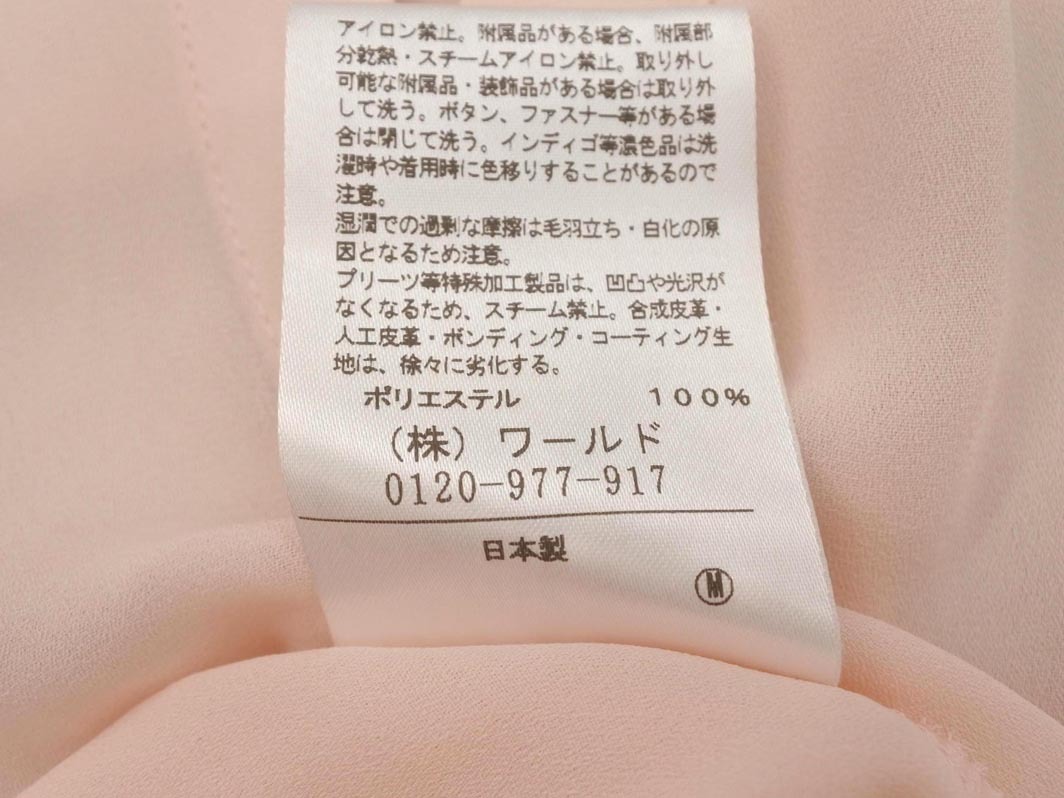 アイロン禁止。附属品がある場合、附属部
分乾熱・スチームアイロン禁止。取り外し
可能な附属品・装飾品がある場合は取り外
して洗う。ボタン、ファスナー等がある場
合は閉じて洗う。インディゴ等濃色品は洗
濯時や着用時に色移りすることがあるので
注意。
湿潤での過剰な摩擦は毛羽立ち・白化の原
因となるため注意。
プリーツ等特殊加工製品は、凹凸や光沢が
なくなるため、スチーム禁止。合成皮革・
人工皮革・ボンディング・コーティング生
地は、徐々に劣化する。
ポリエステル 100%
(株) ワールド
0120-977-917
日本製
Ⓜ